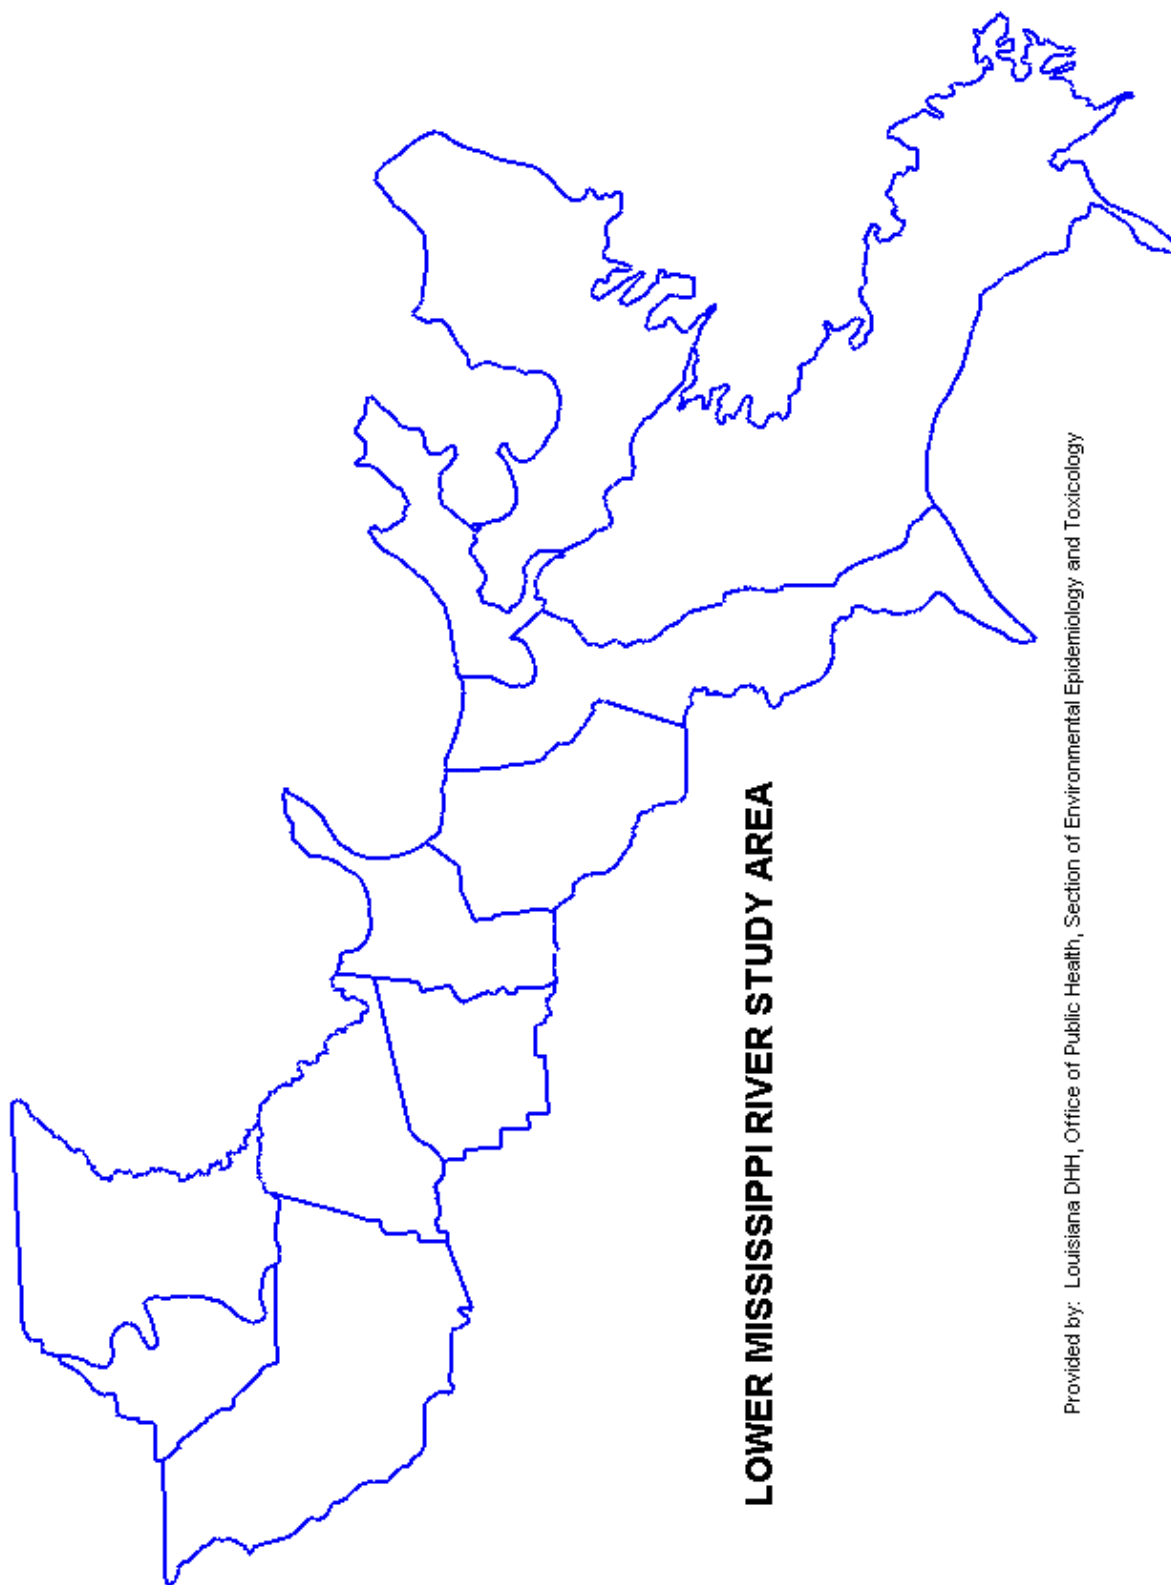 LOWER MISSISSIPPI RIVER STUDY AREA
Provided by: Louisiana DHH, Office of Public Health, Section of Environmental Epidemiology and Toxicology